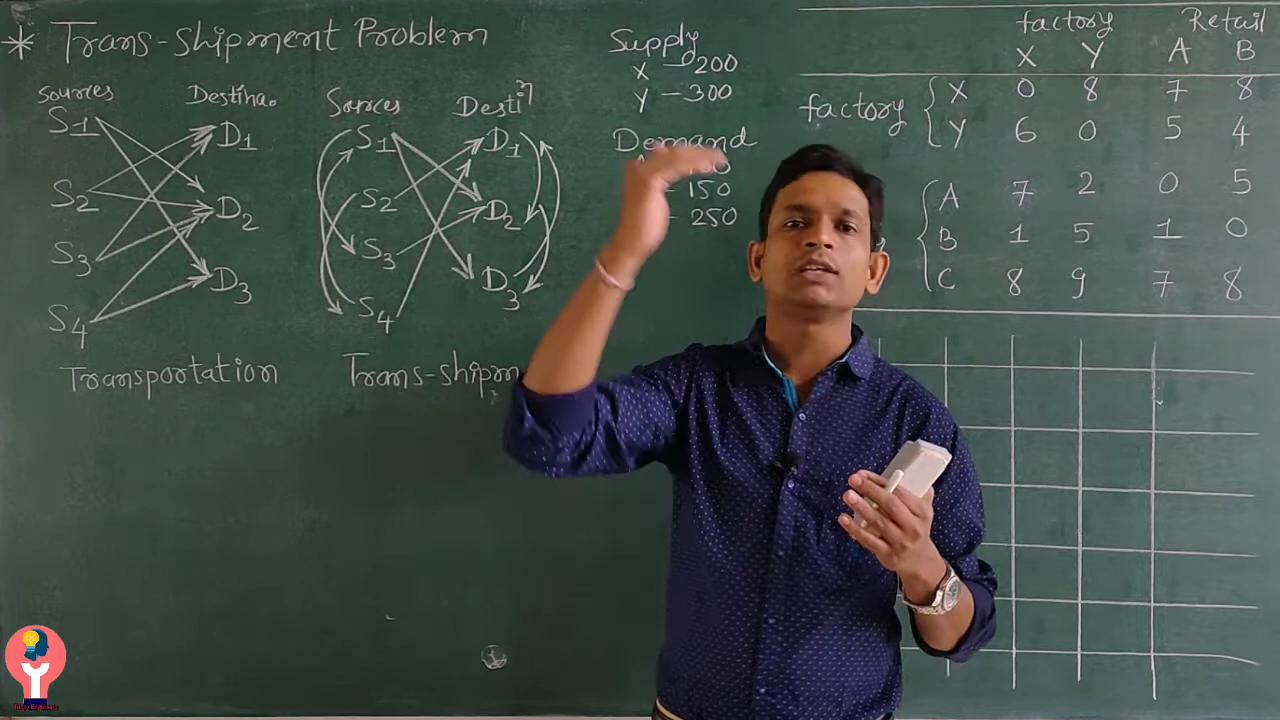 * Trans-shipment Problem
Sources Destina.
S1 D1
S2 D2
S3 D3
S4
Transportation
Sources Desti
S1 D1
S2 D2
S3 D3
S4
Trans-shipm
Supply
X - 200
Y - 300
Demand
- 150
- 250
factory Retail
X Y A B
factory X 0 8 7 8
Y 6 0 5 4
A 7 2 0 5
B 1 5 1 0
C 8 9 7 8